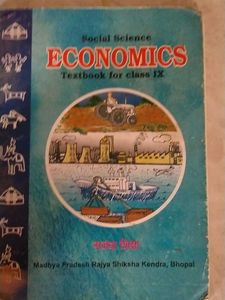 Social Science
ECONOMICS
Textbook for class IX
Madhya Pradesh Rajya Shiksha Kendra, Bhopal